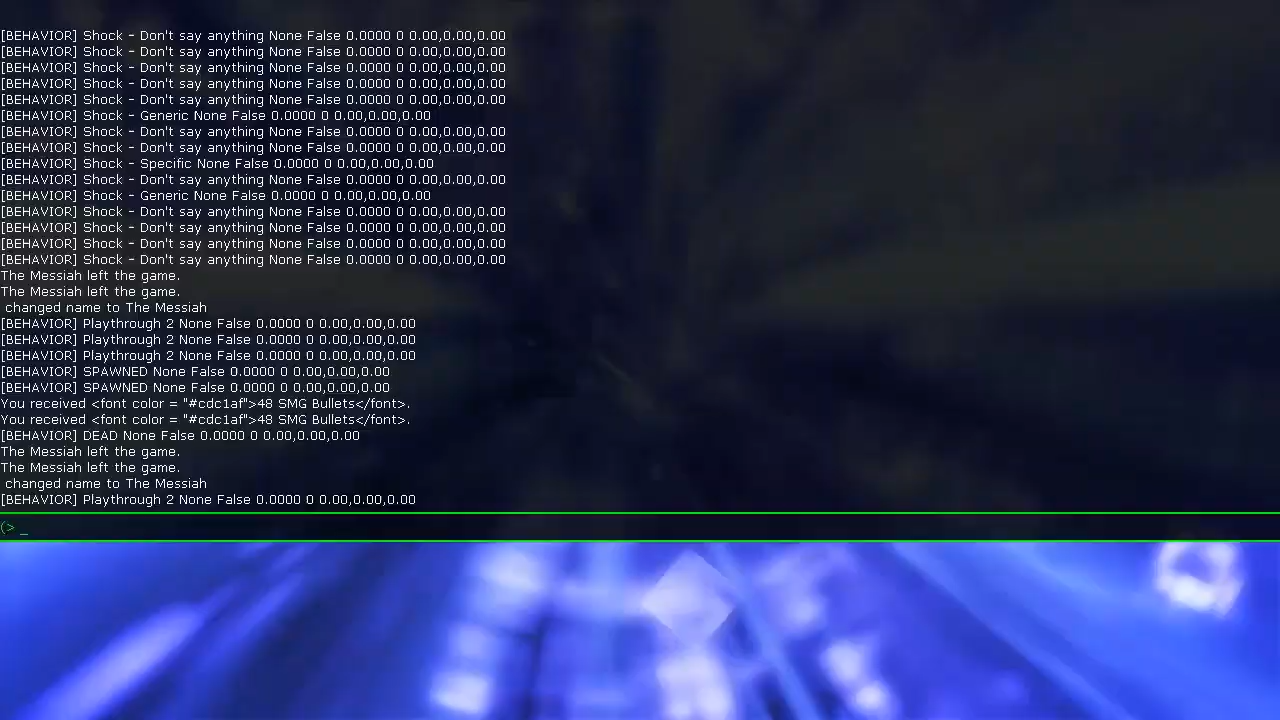 [BEHAVIOR] Shock - Don't say anything None False 0.0000 0 0.00,0.00,0.00
[BEHAVIOR] Shock - Don't say anything None False 0.0000 0 0.00,0.00,0.00
[BEHAVIOR] Shock - Don't say anything None False 0.0000 0 0.00,0.00,0.00
[BEHAVIOR] Shock - Don't say anything None False 0.0000 0 0.00,0.00,0.00
[BEHAVIOR] Shock - Don't say anything None False 0.0000 0 0.00,0.00,0.00
[BEHAVIOR] Shock - Generic None False 0.0000 0 0.00,0.00,0.00
[BEHAVIOR] Shock - Don't say anything None False 0.0000 0 0.00,0.00,0.00
[BEHAVIOR] Shock - Don't say anything None False 0.0000 0 0.00,0.00,0.00
[BEHAVIOR] Shock - Specific None False 0.0000 0 0.00,0.00,0.00
[BEHAVIOR] Shock - Don't say anything None False 0.0000 0 0.00,0.00,0.00
[BEHAVIOR] Shock - Generic None False 0.0000 0 0.00,0.00,0.00
[BEHAVIOR] Shock - Don't say anything None False 0.0000 0 0.00,0.00,0.00
[BEHAVIOR] Shock - Don't say anything None False 0.0000 0 0.00,0.00,0.00
[BEHAVIOR] Shock - Don't say anything None False 0.0000 0 0.00,0.00,0.00
[BEHAVIOR] Shock - Don't say anything None False 0.0000 0 0.00,0.00,0.00
The Messiah left the game.
The Messiah left the game.
changed name to The Messiah
[BEHAVIOR] Playthrough 2 None False 0.0000 0 0.00,0.00,0.00
[BEHAVIOR] Playthrough 2 None False 0.0000 0 0.00,0.00,0.00
[BEHAVIOR] Playthrough 2 None False 0.0000 0 0.00,0.00,0.00
[BEHAVIOR] SPAWNED None False 0.0000 0 0.00,0.00,0.00
[BEHAVIOR] SPAWNED None False 0.0000 0 0.00,0.00,0.00
You received <font color = "#cdc1af">48 SMG Bullets</font>.
You received <font color = "#cdc1af">48 SMG Bullets</font>.
[BEHAVIOR] DEAD None False 0.0000 0 0.00,0.00,0.00
The Messiah left the game.
The Messiah left the game.
changed name to The Messiah
[BEHAVIOR] Playthrough 2 None False 0.0000 0 0.00,0.00,0.00
(> _